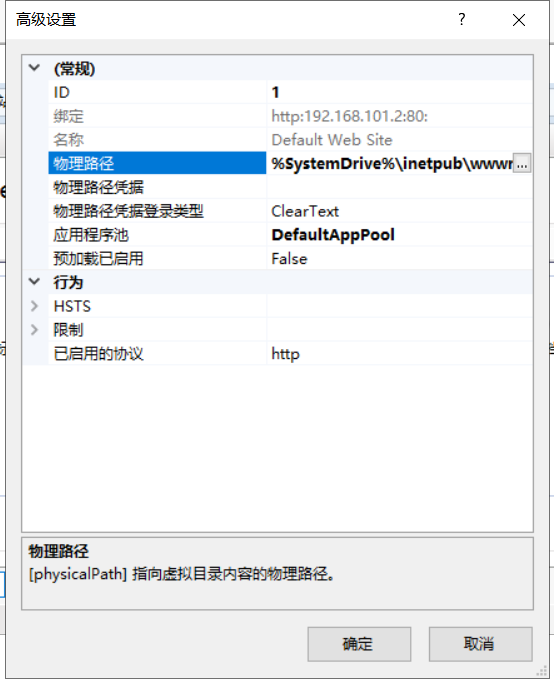 高级设置 ?
(常规)
ID 1
绑定 http:192.168.101.2:80:
名称 Default Web Site
物理路径 %SystemDrive%\inetpub\wwwr ...
物理路径凭据
物理路径凭据登录类型 ClearText
应用程序池 DefaultAppPool
预加载已启用 False
行为
HSTS
限制
已启用的协议 http
物理路径
[physicalPath] 指向虚拟目录内容的物理路径。
确定 取消